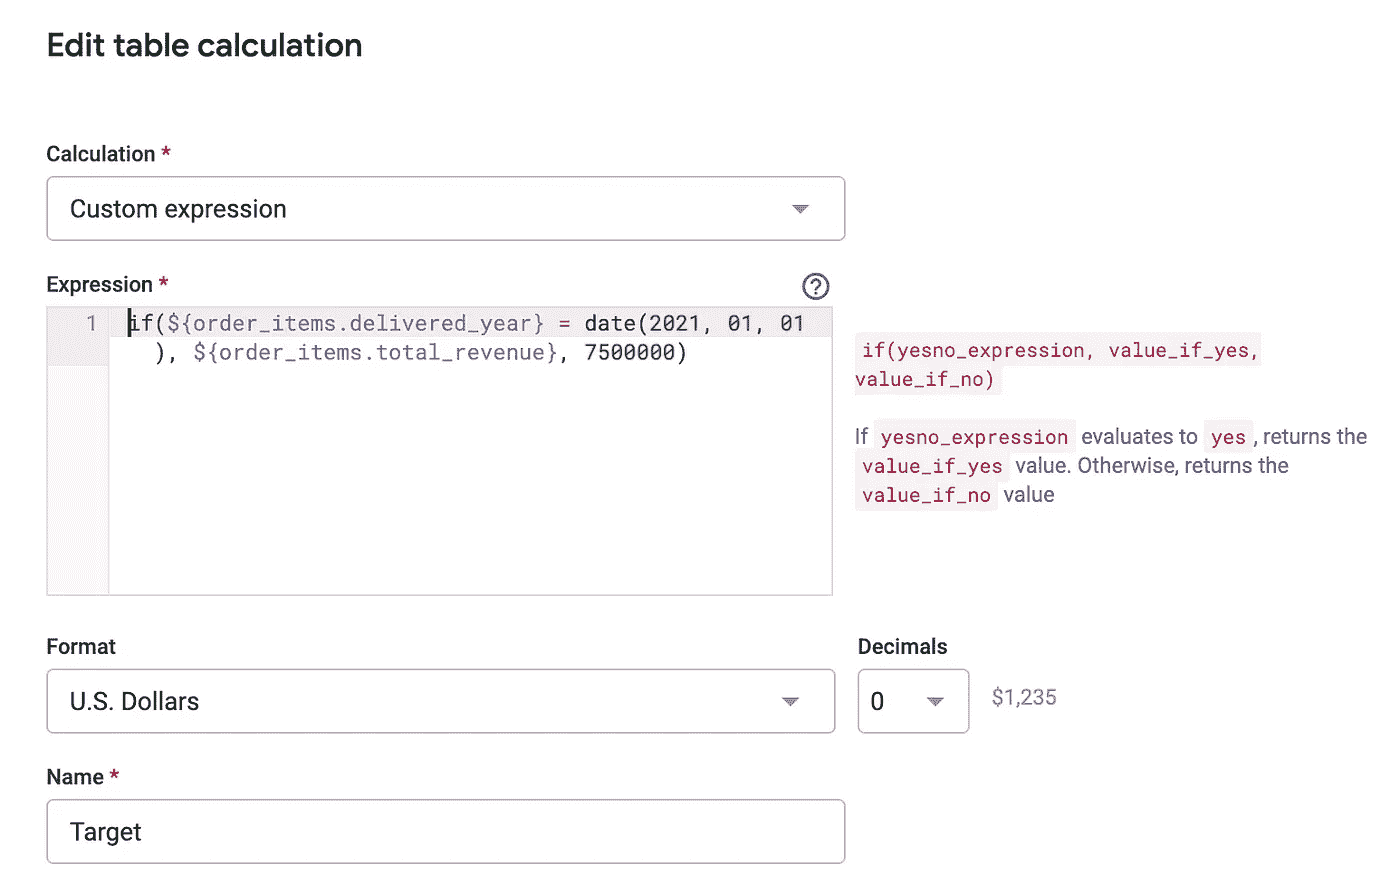 Edit table calculation
Calculation *
Custom expression
Expression *
?
1 if(${order_items.delivered_year} = date(2021, 01, 01
), ${order_items.total_revenue}, 7500000)
if(yesno_expression, value_if_yes,
value_if_no)
If yesno_expression evaluates to yes, returns the
value_if_yes value. Otherwise, returns the
value_if_no value
Format
Decimals
U.S. Dollars
0
$1,235
Name *
Target